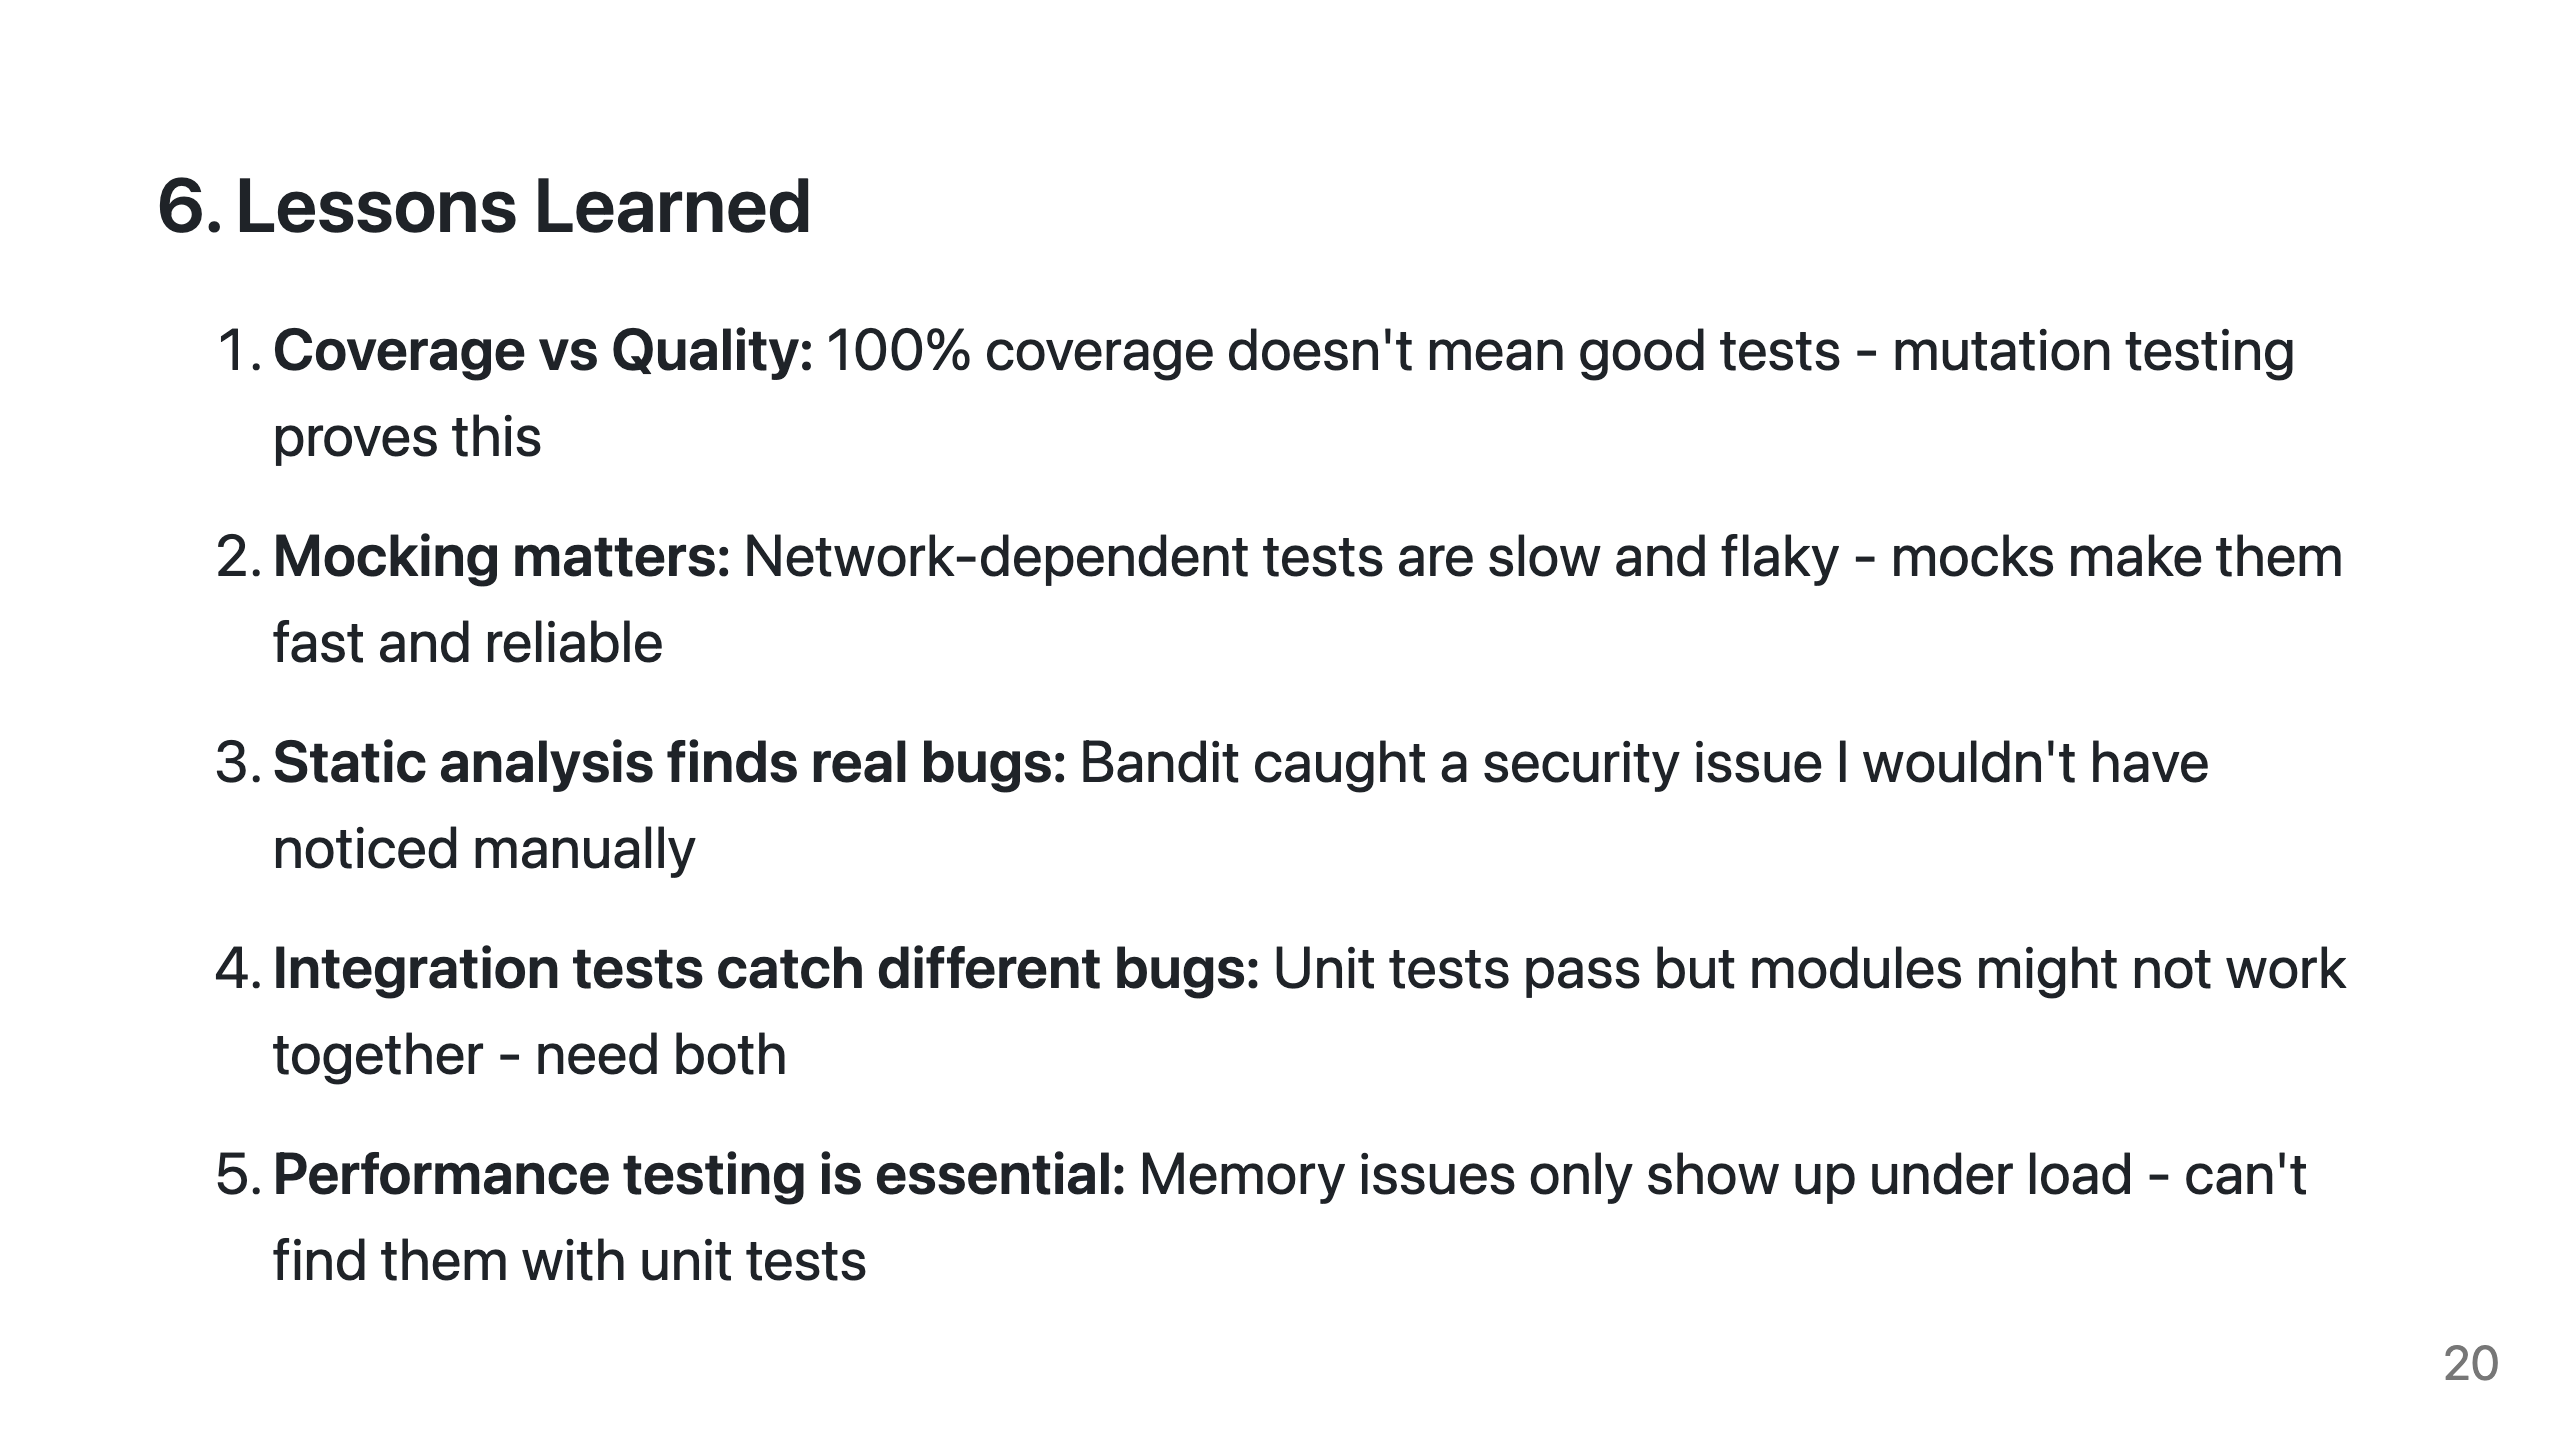 6. Lessons Learned
1. Coverage vs Quality: 100% coverage doesn't mean good tests - mutation testing
proves this
2. Mocking matters: Network-dependent tests are slow and flaky - mocks make them
fast and reliable
3. Static analysis finds real bugs: Bandit caught a security issue I wouldn't have
noticed manually
4. Integration tests catch different bugs: Unit tests pass but modules might not work
together - need both
5. Performance testing is essential: Memory issues only show up under load - can't
find them with unit tests
20